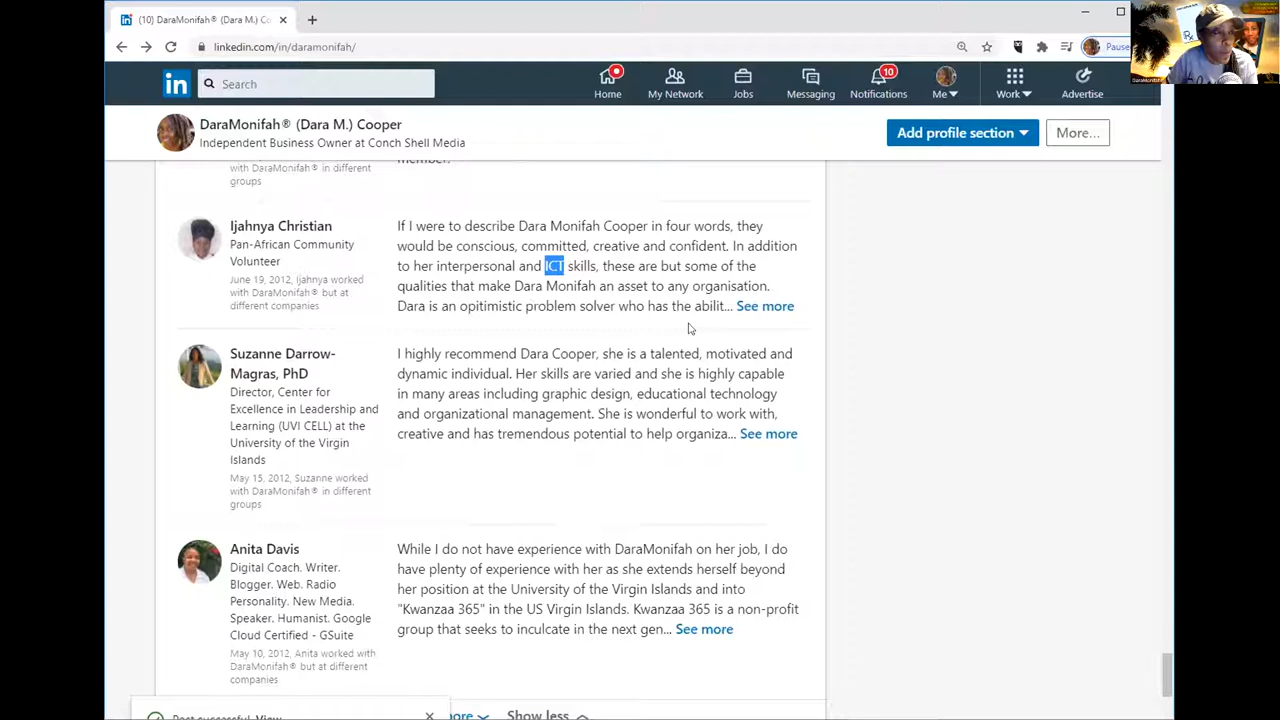 (10) DaraMonifah® (Dara M.) Co
linkedin.com/in/daramonifah/
Pause
in
Search
Home
My Network
Jobs
Messaging
10
Notifications
Me
Work
Advertise
DaraMonifah® (Dara M.) Cooper
Independent Business Owner at Conch Shell Media
Add profile section
More...
with DaraMonifah® in different
groups
member.
Ijahnya Christian
Pan-African Community
Volunteer
June 19, 2012, Ijahnya worked
with DaraMonifah® but at
different companies
If I were to describe Dara Monifah Cooper in four words, they
would be conscious, committed, creative and confident. In addition
to her interpersonal and ICT skills, these are but some of the
qualities that make Dara Monifah an asset to any organisation.
Dara is an opitimistic problem solver who has the abilit... See more
Suzanne Darrow-
Magras, PhD
Director, Center for
Excellence in Leadership and
Learning (UVI CELL) at the
University of the Virgin
Islands
May 15, 2012, Suzanne worked
with DaraMonifah® in different
groups
I highly recommend Dara Cooper, she is a talented, motivated and
dynamic individual. Her skills are varied and she is highly capable
in many areas including graphic design, educational technology
and organizational management. She is wonderful to work with,
creative and has tremendous potential to help organiza... See more
Anita Davis
Digital Coach. Writer.
Blogger. Web. Radio
Personality. New Media.
Speaker. Humanist. Google
Cloud Certified - GSuite
May 10, 2012, Anita worked with
DaraMonifah® but at different
companies
While I do not have experience with DaraMonifah on her job, I do
have plenty of experience with her as she extends herself beyond
her position at the University of the Virgin Islands and into
"Kwanzaa 365" in the US Virgin Islands. Kwanzaa 365 is a non-profit
group that seeks to inculcate in the next gen... See more
Post successful. View
Show less